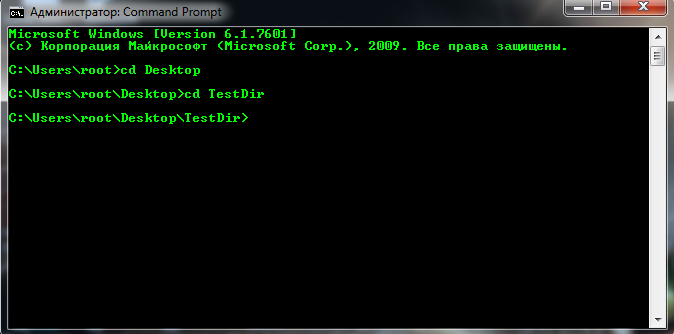 Администратор: Command Prompt
Microsoft Windows [Version 6.1.7601]
(c) Корпорация Майкрософт (Microsoft Corp.), 2009. Все права защищены.
C:\Users\root>cd Desktop
C:\Users\root\Desktop>cd TestDir
C:\Users\root\Desktop\TestDir>